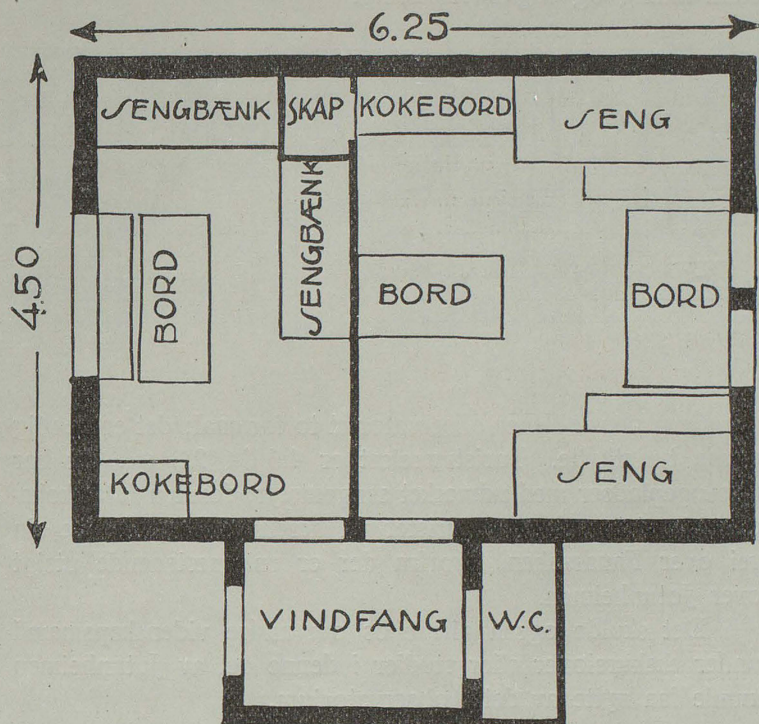 6.25
SENGBÆNK
SKAP
KOKEBORD
SENG
4.50
SENGBÆNK
BORD
BORD
BORD
KOKEBORD
SENG
VINDFANG
W.C.